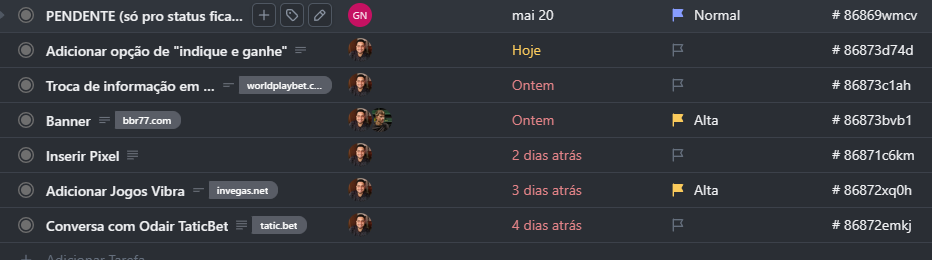 PENDENTE (só pro status fica... GN mai 20 Normal # 86869wmcv
Adicionar opção de "indique e ganhe" Hoje # 86873d74d
Troca de informação em ... worldplaybet.c... Ontem # 86873c1ah
Banner bbr77.com Ontem Alta # 86873bvb1
Inserir Pixel 2 dias atrás # 86871c6km
Adicionar Jogos Vibra invegas.net 3 dias atrás Alta # 86872xq0h
Conversa com Odair TaticBet tatic.bet 4 dias atrás # 86872emkj
Adicionar Tarefa